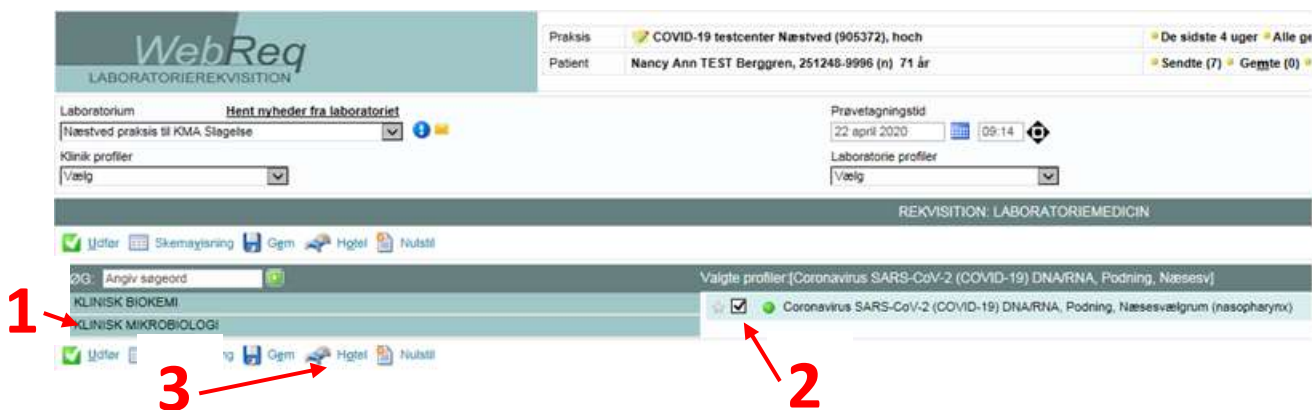 WebReq
LABORATORIEREKVISITION
Praksis COVID-19 testcenter Næstved (905372), hoch De sidste 4 uger Alle ge
Patient Nancy Ann TEST Berggren, 251248-9996 (n) 71 år Sendte (7) Gemte (0)
Laboratorium Hent nyheder fra laboratoriet
Prøvetagningstid
Næstved praksis til KMA Slagelse
22 april 2020 09:14
Klinik profiler
Laboratorie profiler
Vælg
Vælg
REKVISITION: LABORATORIEMEDICIN
Udfør Skemavisning Gem Hotel Nulstil
ØG: Angiv søgeord
Valgte profiler:[Coronavirus SARS-CoV-2 (COVID-19) DNA/RNA, Podning, Næsesv]
KLINISK BIOKEMI
Coronavirus SARS-CoV-2 (COVID-19) DNA/RNA, Podning, Næsesvælgrum (nasopharynx)
1
KLINISK MIKROBIOLOGI
Udfør ng Gem Hotel Nulstil
3
2